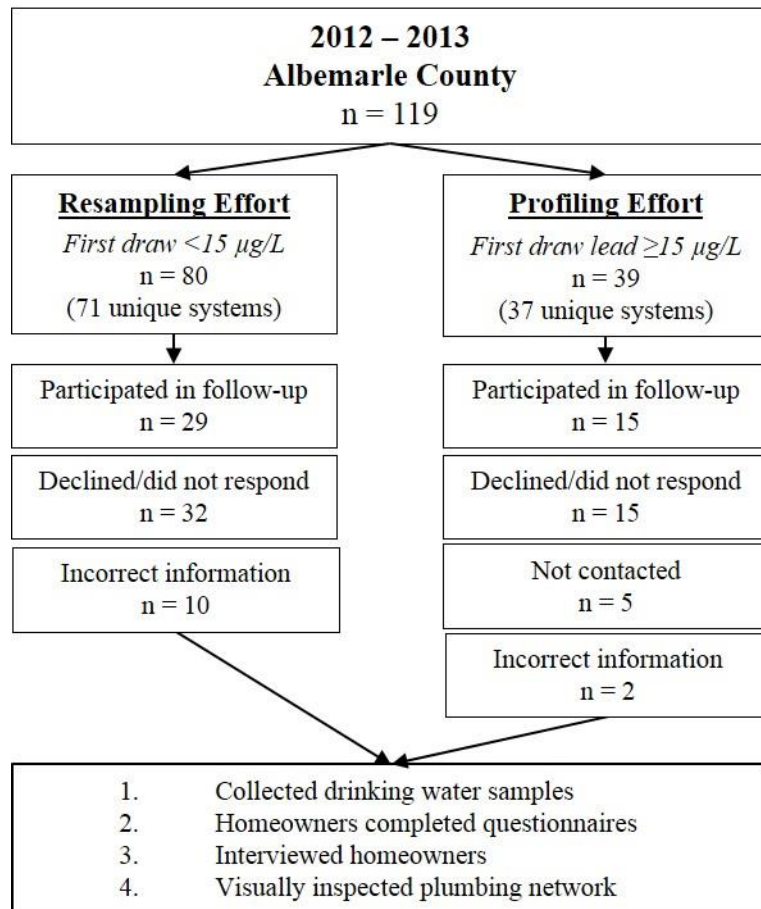 2012 – 2013
Albemarle County
n = 119
Resampling Effort
First draw <15 µg/L
n = 80
(71 unique systems)
Participated in follow-up
n = 29
Declined/did not respond
n = 32
Incorrect information
n = 10
Profiling Effort
First draw lead ≥15 µg/L
n = 39
(37 unique systems)
Participated in follow-up
n = 15
Declined/did not respond
n = 15
Not contacted
n = 5
Incorrect information
n = 2
1. Collected drinking water samples
2. Homeowners completed questionnaires
3. Interviewed homeowners
4. Visually inspected plumbing network